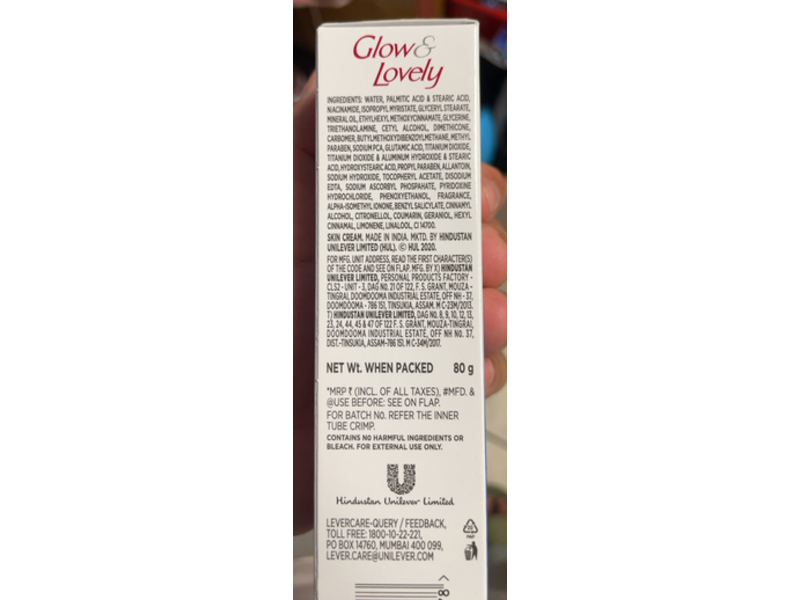 Glow&
Lovely
INGREDIENTS: WATER, PALMITIC ACID & STEARIC ACID,
NIACINAMIDE, ISOPROPYL MYRISTATE, GLYCERYL STEARATE,
MINERAL OIL, ETHYLHEXYL METHOXYCINNAMATE, GLYCERINE,
TRIETHANOLAMINE, CETYL ALCOHOL, DIMETHICONE,
CARBOMER, BUTYLMETHOXYDIBENZOYLMETHANE, METHYL
PARABEN, SODIUM PCA, GLUTAMIC ACID, TITANIUM DIOXIDE,
TITANIUM DIOXIDE & ALUMINUM HYDROXIDE & STEARIC
ACID, HYDROXYSTEARIC ACID, PROPYL PARABEN, ALLANTOIN,
SODIUM HYDROXIDE, TOCOPHERYL ACETATE, DISODIUM
EDTA, SODIUM ASCORBYL PHOSPAHATE, PYRIDOXINE
HYDROCHLORIDE, PHENOXYETHANOL, FRAGRANCE,
ALPHA-ISOMETHYL IONONE, BENZYL SALICYLATE, CINNAMYL
ALCOHOL, CITRONELLOL, COUMARIN, GERANIOL, HEXYL
CINNAMAL, LIMONENE, LINALOOL, CI 14700.
SKIN CREAM. MADE IN INDIA. MKTD. BY HINDUSTAN
UNILEVER LIMITED (HUL). © HUL 2020.
FOR MFG. UNIT ADDRESS, READ THE FIRST CHARACTER(S)
OF THE CODE AND SEE ON FLAP. MFG. BY X) HINDUSTAN
UNILEVER LIMITED, PERSONAL PRODUCTS FACTORY -
CLS2 - UNIT - 3, DAG NO. 21 OF 122, F. S. GRANT, MOUZA -
TINGRAI, DOOMDOOMA INDUSTRIAL ESTATE, OFF NH - 37,
DOOMDOOMA - 786 151, TINSUKIA, ASSAM. M C-23M/2013.
T) HINDUSTAN UNILEVER LIMITED, DAG NO. 8, 9, 10, 12, 13,
23, 24, 44, 45 & 47 OF 122 F. S. GRANT, MOUZA-TINGRAI,
DOOMDOOMA INDUSTRIAL ESTATE, OFF NH No. 37,
DIST.-TINSUKIA, ASSAM-786 151. M C-34M/2017.
NET Wt. WHEN PACKED 80 g
*MRP ₹ (INCL. OF ALL TAXES), #MFD. &
@USE BEFORE: SEE ON FLAP.
FOR BATCH No. REFER THE INNER
TUBE CRIMP.
CONTAINS No HARMFUL INGREDIENTS OR
BLEACH. FOR EXTERNAL USE ONLY.
Hindustan Unilever Limited
LEVERCARE-QUERY / FEEDBACK,
TOLL FREE: 1800-10-22-221,
PO BOX 14760, MUMBAI 400 099,
LEVER.CARE@UNILEVER.COM
PAP